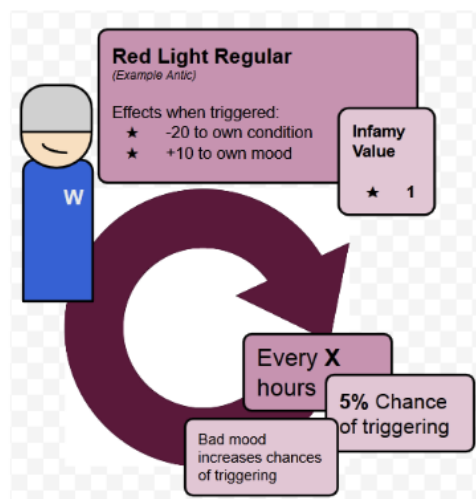 Red Light Regular
(Example Antic)
Effects when triggered:
★ -20 to own condition
★ +10 to own mood
Infamy
Value
★ 1
W
Every X
hours
5% Chance
of triggering
Bad mood
increases chances
of triggering